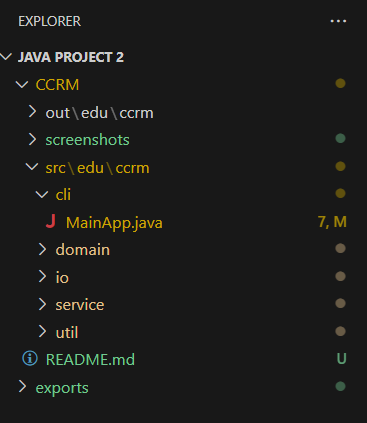 EXPLORER
JAVA PROJECT 2
CCRM
out\edu\ccrm
screenshots
src\edu\ccrm
cli
MainApp.java 7, M
domain
io
service
util
README.md U
exports